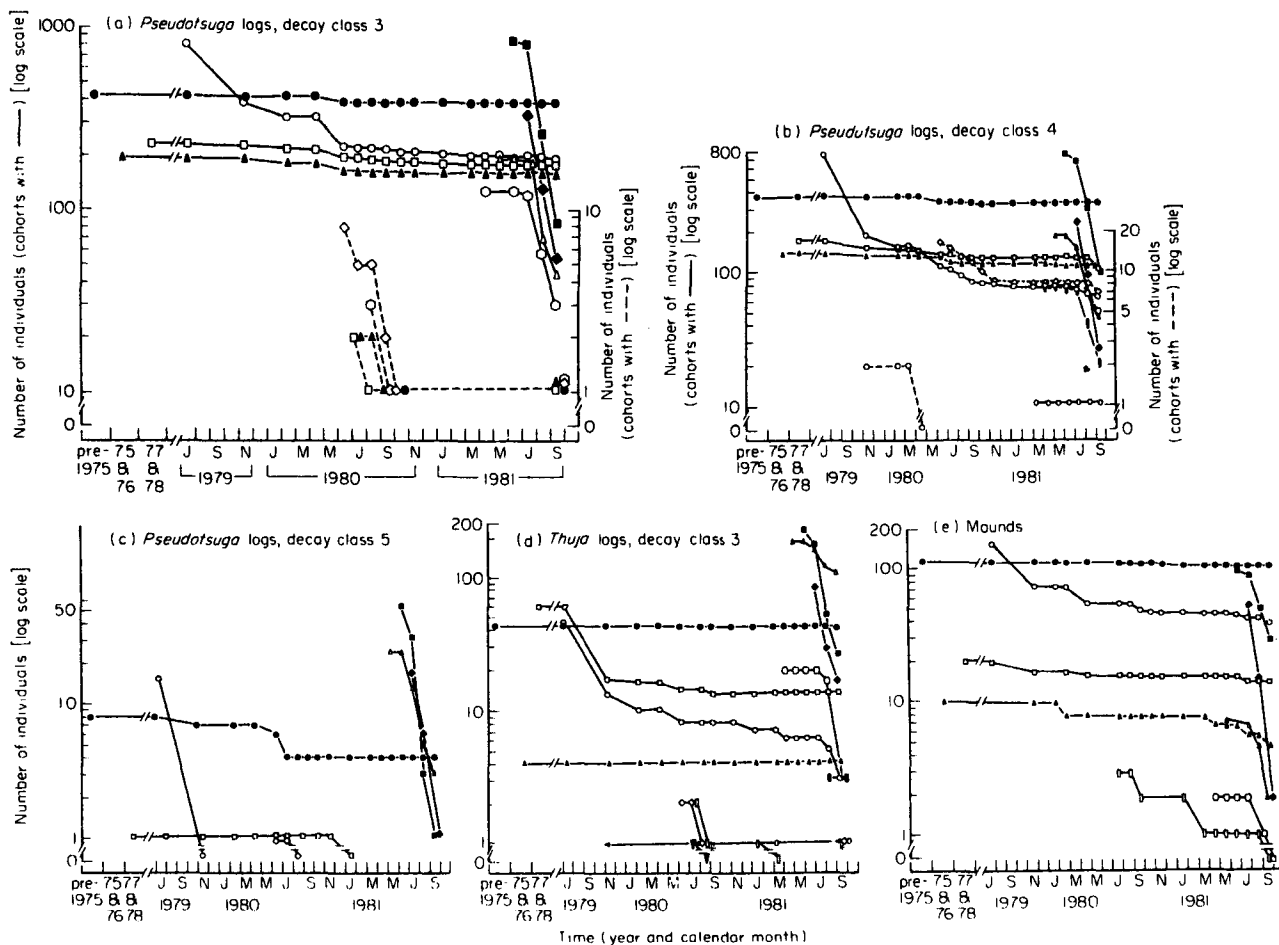 (a) Pseudotsuga logs, decay class 3
Number of individuals (cohorts with ——) [log scale]
1000
100
10
0
10
1
0
Number of individuals
(cohorts with ---) [log scale]
pre- 75 77
1975 & &
76 78
J S N J M M J S N J M M J S
1979 1980 1981
(b) Pseudutsuga logs, decay class 4
Number of individuals
(cohorts with ——) [log scale]
800
100
10
0
20
10
5
1
0
Number of individuals
(cohorts with ---) [log scale]
pre- 75 77
1975 & &
76 78
J S N J M M J S N J M M J S
1979 1980 1981
(c) Pseudotsuga logs, decay class 5
Number of individuals [log scale]
50
10
1
0
pre- 75 77
1975 & &
76 78
J S N J M M J S N J M M J S
1979 1980 1981
(d) Thuja logs, decay class 3
200
100
10
1
0
pre- 75 77
1975 & &
76 78
J S N J M M J S N J M M J S
1979 1980 1981
(e) Maunds
200
100
10
1
0
pre- 75 77
1975 & &
76 78
J S N J M M J S N J M M J S
1979 1980 1981
Time (year and calendar month)